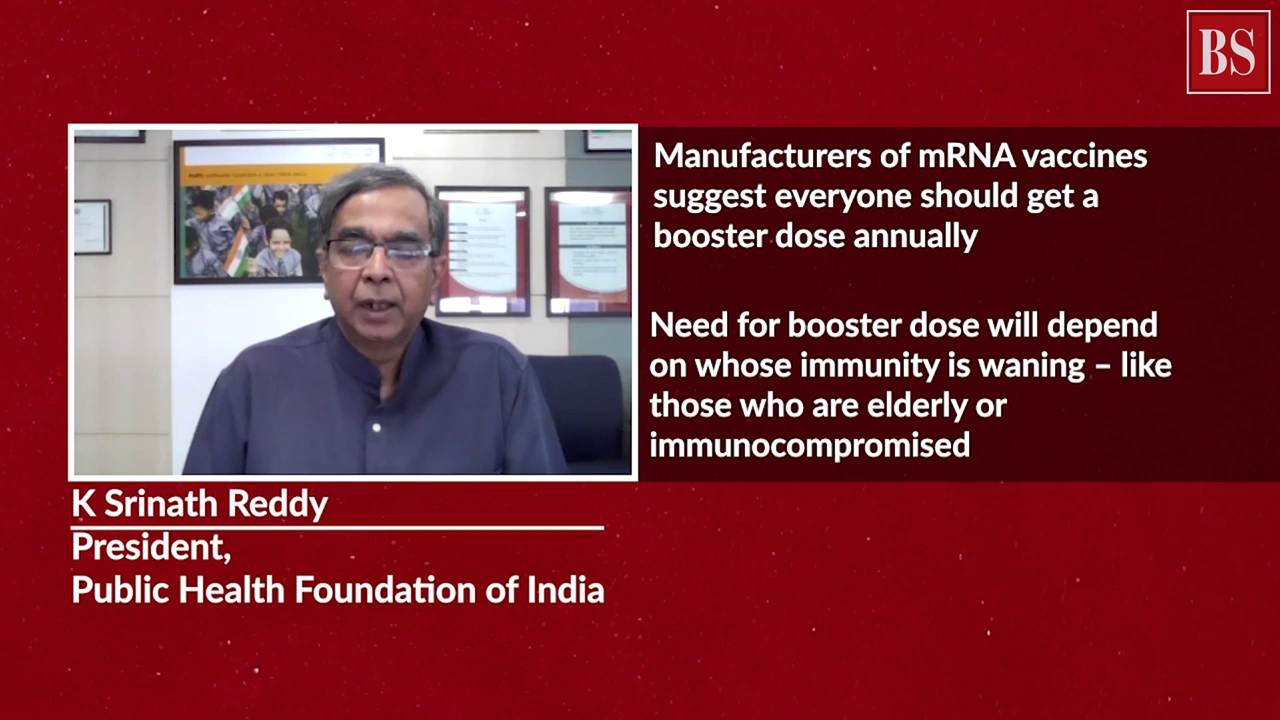 BS
Manufacturers of mRNA vaccines
suggest everyone should get a
booster dose annually
Need for booster dose will depend
on whose immunity is waning – like
those who are elderly or
immunocompromised
K Srinath Reddy
President,
Public Health Foundation of India